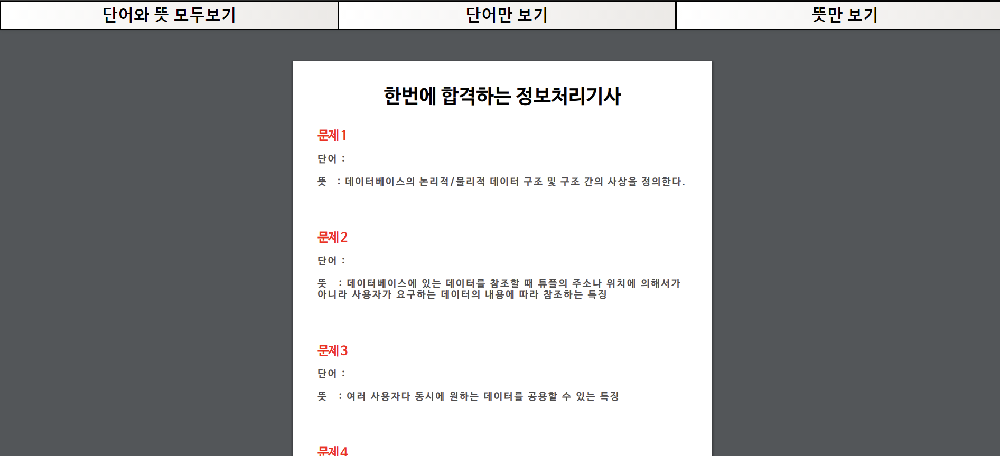 단어와 뜻 모두보기
단어만 보기
뜻만 보기
한번에 합격하는 정보처리기사
문제1
단어 :
뜻 : 데이터베이스의 논리적/물리적 데이터 구조 및 구조 간의 사상을 정의한다.
문제2
단어 :
뜻 : 데이터베이스에 있는 데이터를 참조할 때 튜플의 주소나 위치에 의해서가
아니라 사용자가 요구하는 데이터의 내용에 따라 참조하는 특징
문제3
단어 :
뜻 : 여러 사용자다 동시에 원하는 데이터를 공용할 수 있는 특징
문제4